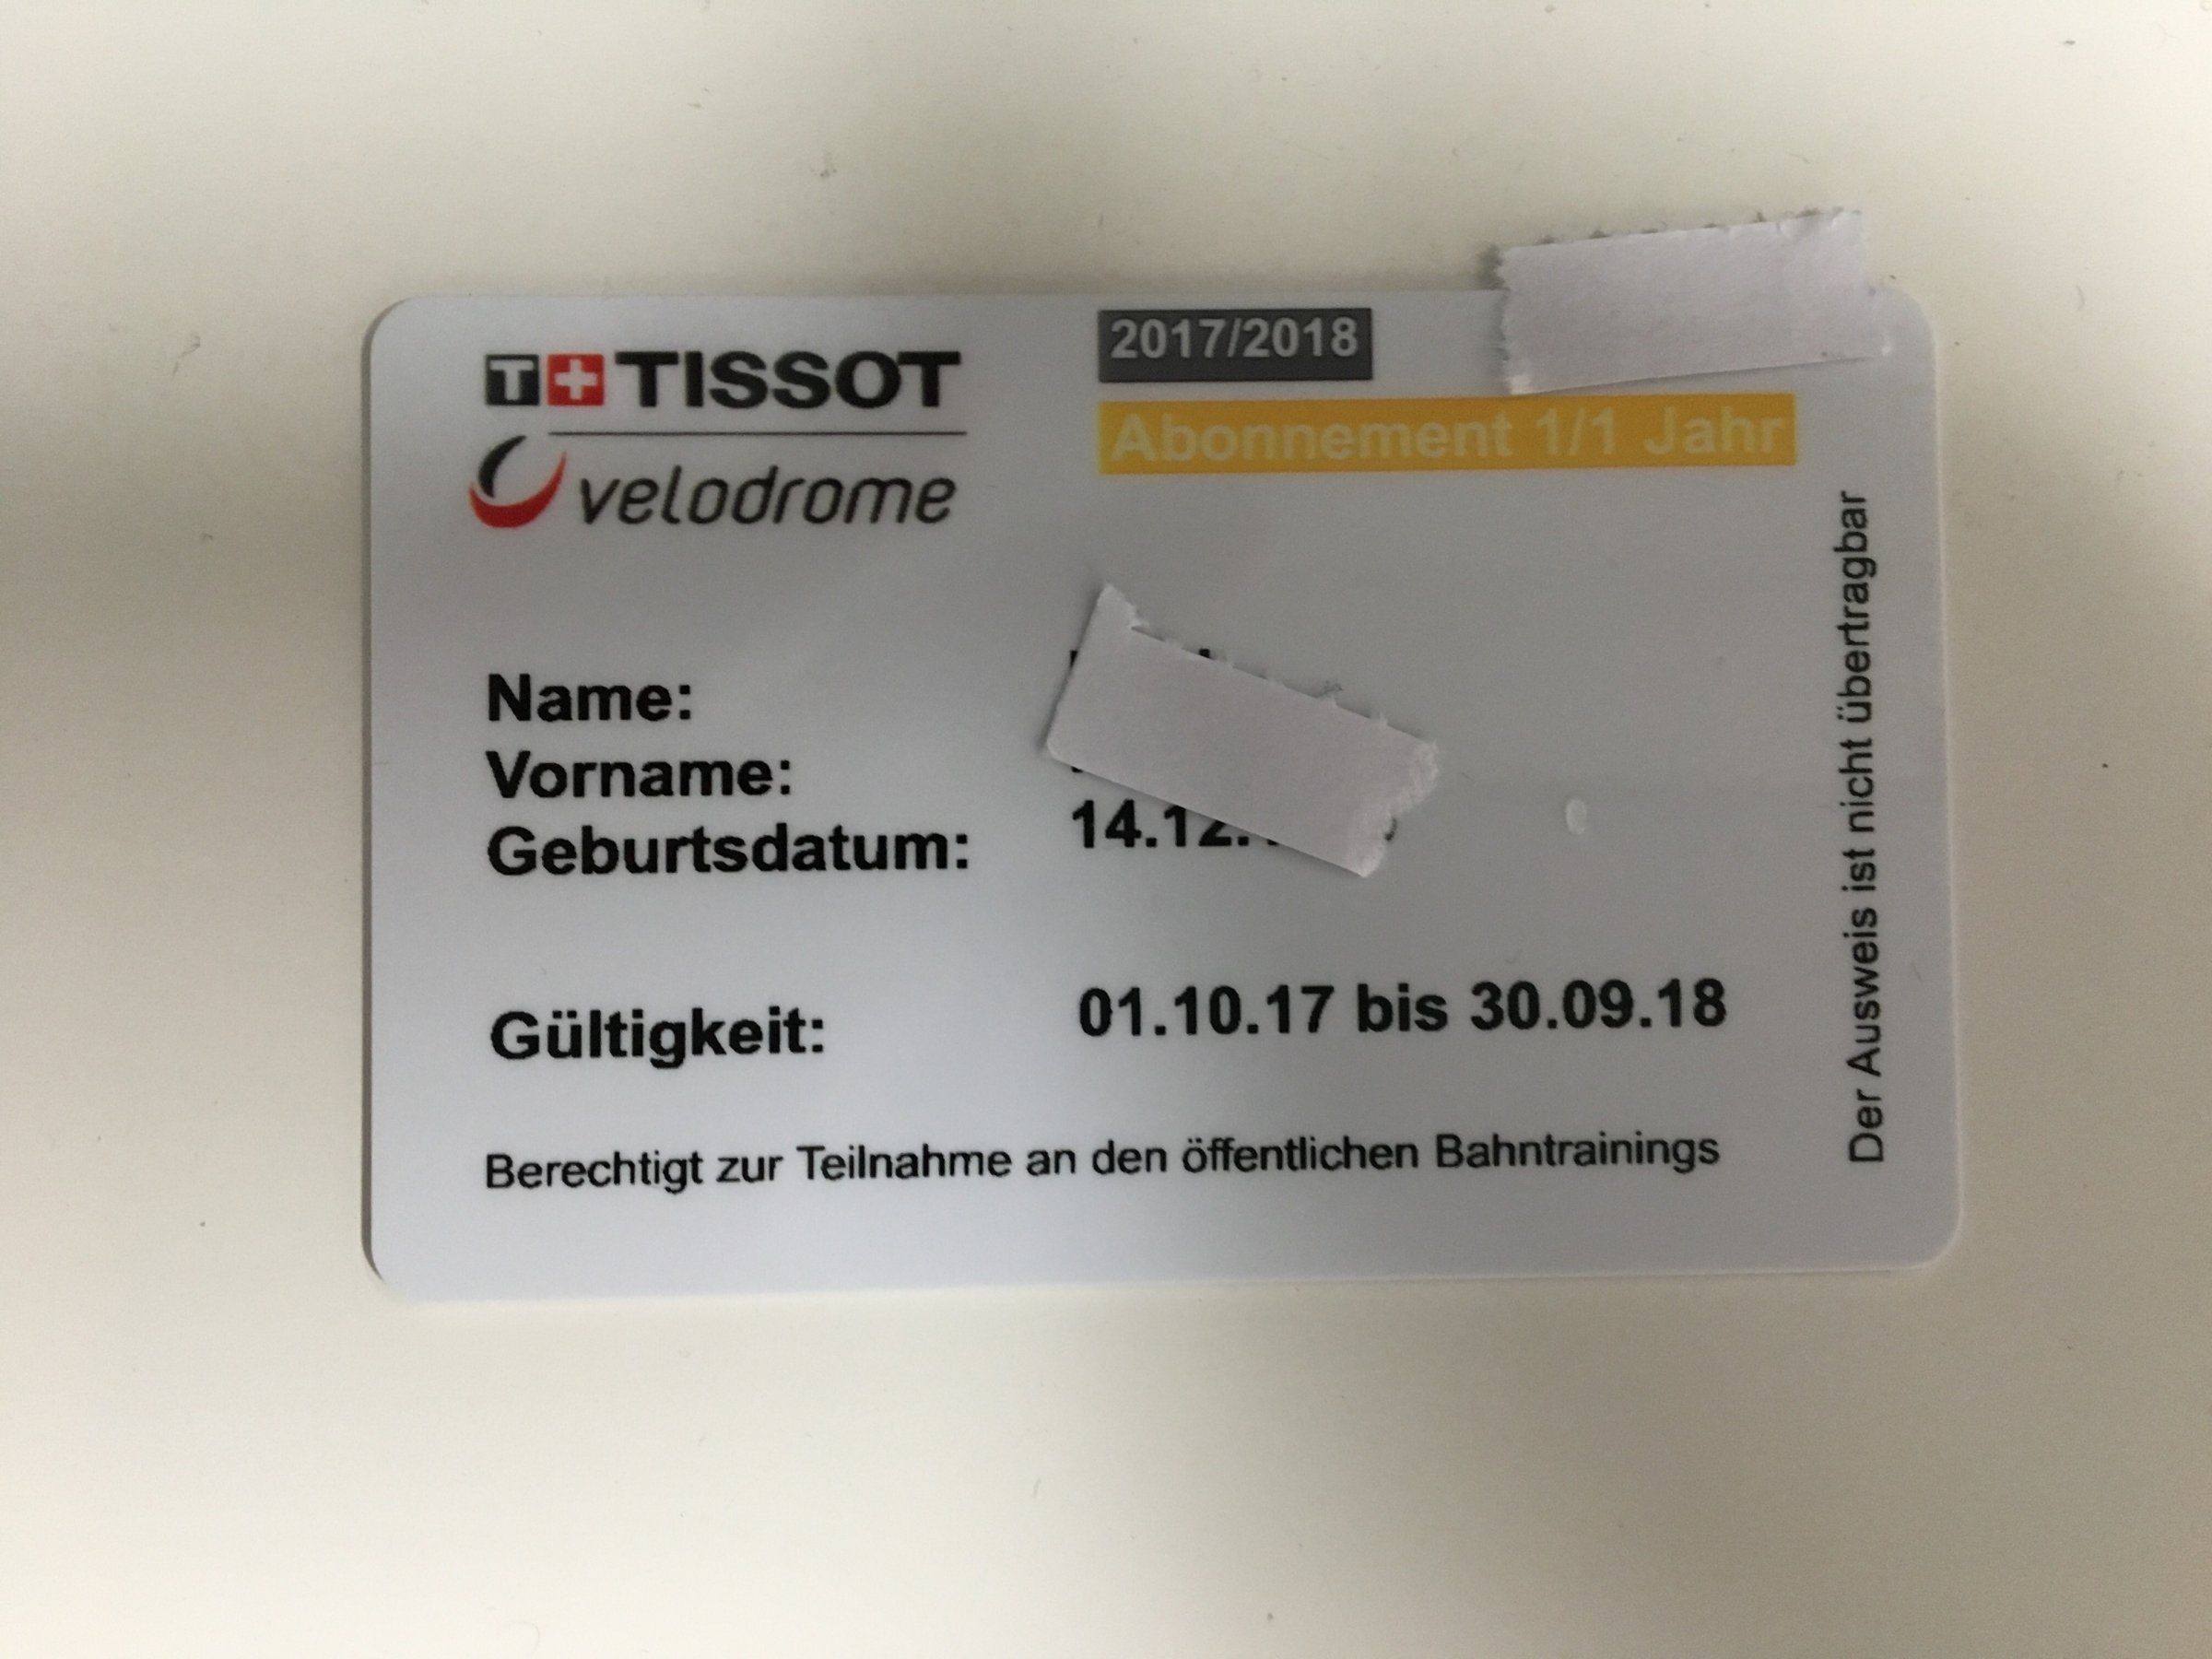 T+ TISSOT
velodrome
2017/2018
Abonnement 1/1 Jahr
Name:
Vorname:
Geburtsdatum: 14.12.
Gültigkeit: 01.10.17 bis 30.09.18
Berechtigt zur Teilnahme an den öffentlichen Bahntrainings
Der Ausweis ist nicht übertragbar